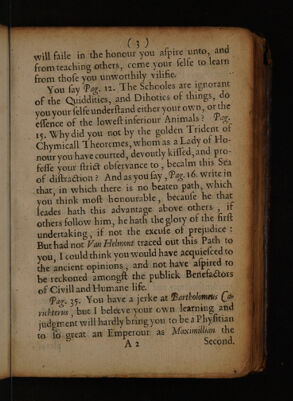 ( 3 )
will faile in the honour you aspire unto, and
from teaching others, come your selfe to learn
from those you unworthily vilifie.
You say Pag. 12. The Schooles are ignorant
of the Quiddities, and Dihotics of things, do
you your selfe understand either your own, or the
essence of the lowest inferiour Animals? Pag.
15. Why did you not by the golden Trident of
Chymicall Theoremes, whom as a Lady of Ho-
nour you have courted, devoutly kissed, and pro-
fesse your strict observance to, becalm this Sea
of distraction? And as you say, Pag. 16. write in
that, in which there is no beaten path, which
you think most honourable, because he that
leades hath this advantage above others, if
others follow him, he hath the glory of the first
undertaking, if not the excuse of prejudice:
But had not Van Helmont traced out this Path to
you, I could think you would have acquiesced to
the ancient opinions, and not have aspired to
be reckoned amongst the publick Benefactors
of Civill and Humane life.
Pag. 35. You have a jerke at Bartholomeus Ca-
richterus, but I beleeve your own learning and
judgment will hardly bring you to be a Physitian
to so great an Emperour as Maximillian the
A 2 Second.